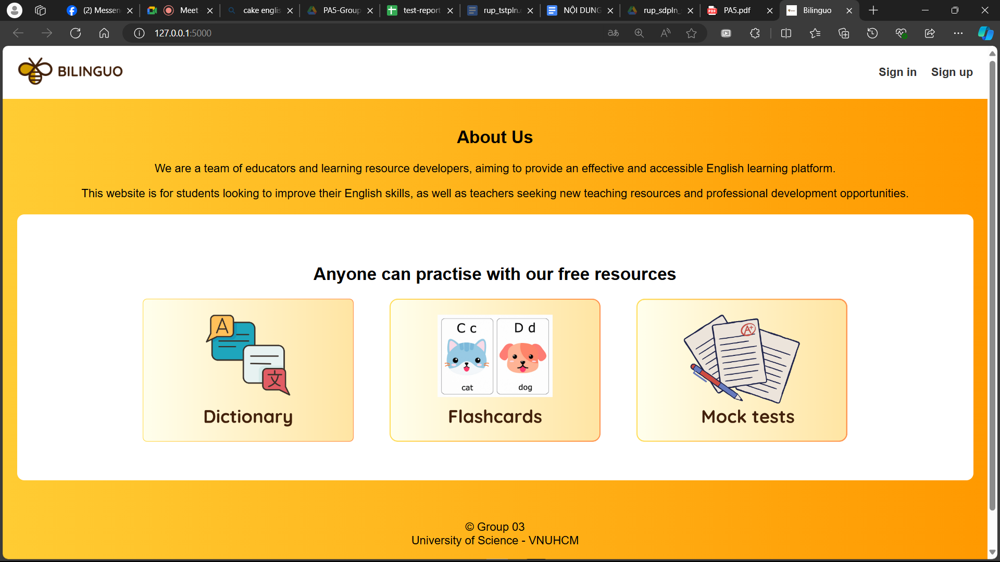 (2) Messen
Meet
cake englis
PA5-Group
test-report
rup_tstpln.
NỘI DUNG
rup_sdpln_
PA5.pdf
Bilinguo
127.0.0.1:5000
BILINGUO
Sign in
Sign up
About Us
We are a team of educators and learning resource developers, aiming to provide an effective and accessible English learning platform.
This website is for students looking to improve their English skills, as well as teachers seeking new teaching resources and professional development opportunities.
Anyone can practise with our free resources
A
文
Dictionary
C c
D d
cat
dog
Flashcards
A+
Mock tests
© Group 03
University of Science - VNUHCM